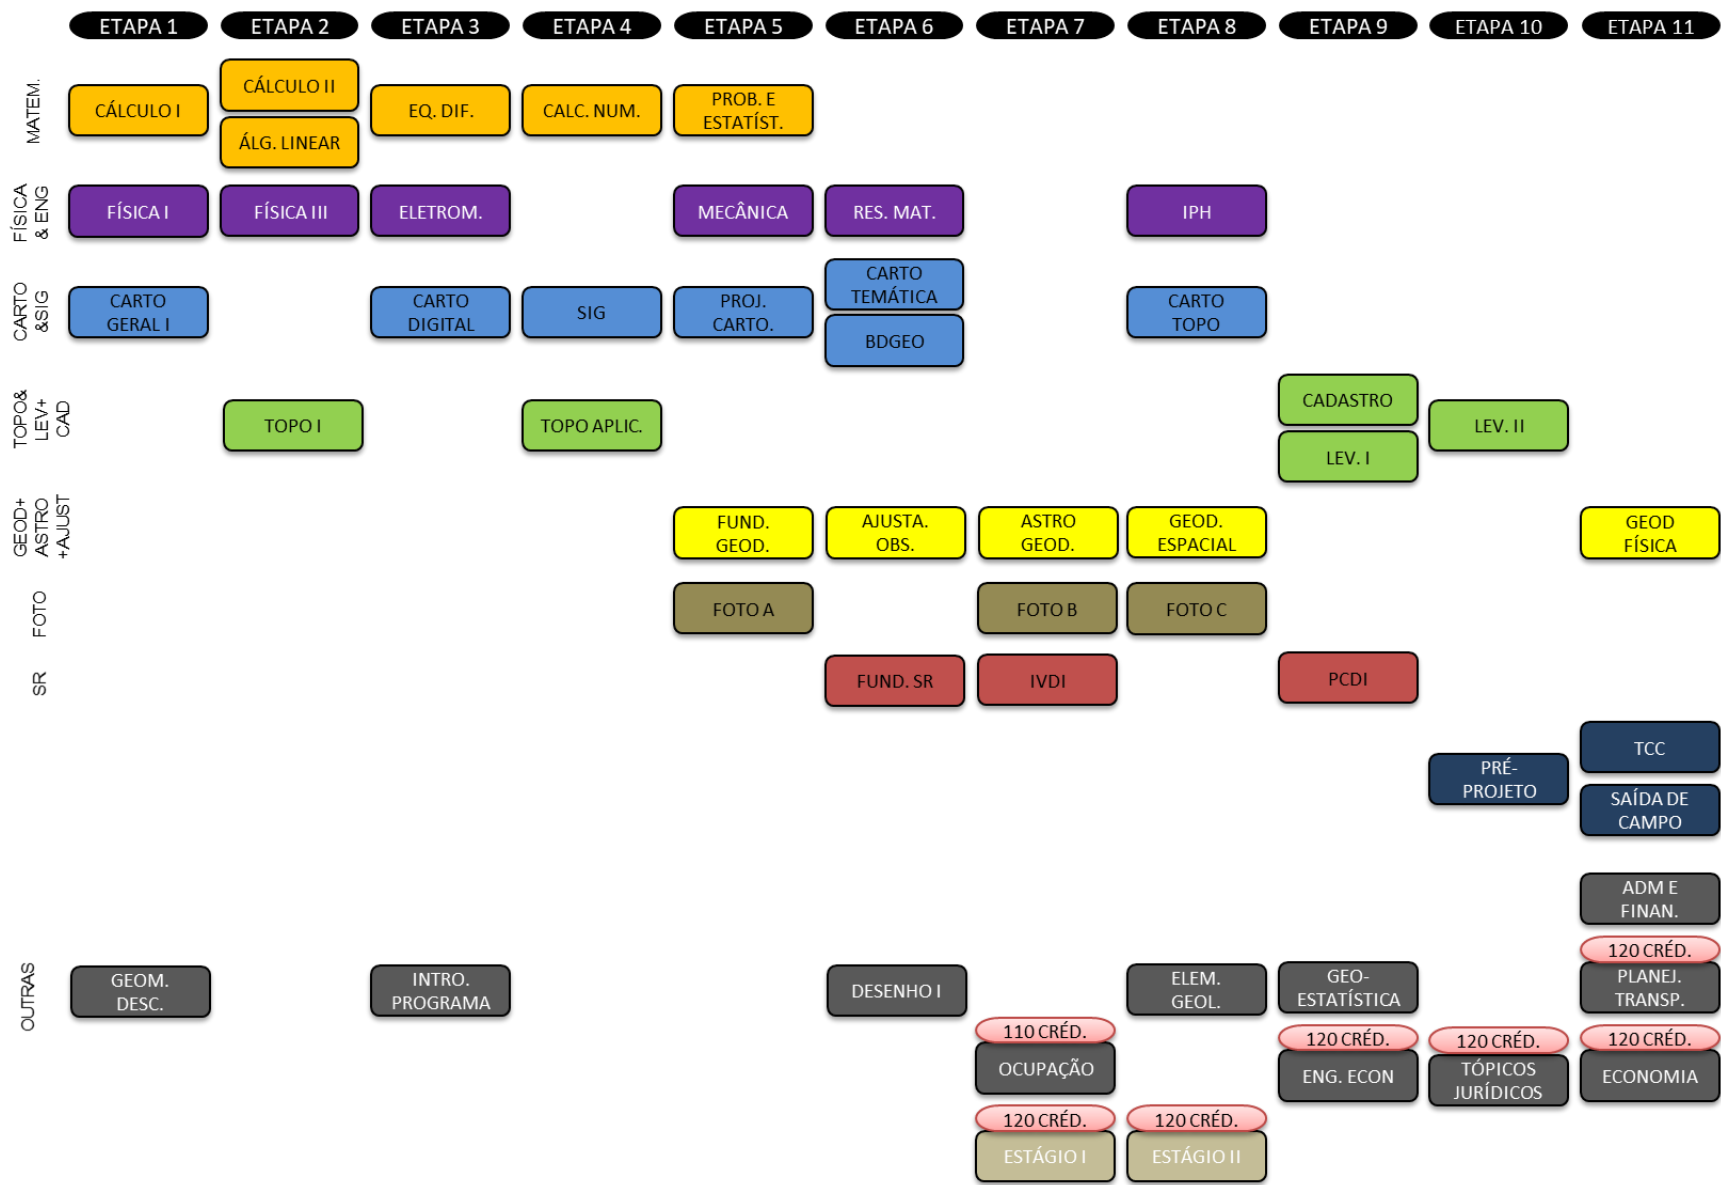 ETAPA 1
ETAPA 2
ETAPA 3
ETAPA 4
ETAPA 5
ETAPA 6
ETAPA 7
ETAPA 8
ETAPA 9
ETAPA 10
ETAPA 11
MATEM.
CÁLCULO I
CÁLCULO II
ÁLG. LINEAR
EQ. DIF.
CALC. NUM.
PROB. E
ESTATÍST.
FÍSICA
& ENG
FÍSICA I
FÍSICA III
ELETROM.
MECÂNICA
RES. MAT.
IPH
CARTO
&SIG
CARTO
GERAL I
CARTO
DIGITAL
SIG
PROJ.
CARTO.
CARTO
TEMÁTICA
BDGEO
CARTO
TOPO
TOPO&
LEV+
CAD
TOPO I
TOPO APLIC.
CADASTRO
LEV. I
LEV. II
GEOD+
ASTRO
+AJUST
FUND.
GEOD.
AJUSTA.
OBS.
ASTRO
GEOD.
GEOD.
ESPACIAL
GEOD
FÍSICA
FOTO
FOTO A
FOTO B
FOTO C
SR
FUND. SR
IVDI
PCDI
PRÉ-
PROJETO
TCC
SAÍDA DE
CAMPO
OUTRAS
GEOM.
DESC.
INTRO.
PROGRAMA
DESENHO I
110 CRÉD.
OCUPAÇÃO
120 CRÉD.
ESTÁGIO I
ELEM.
GEOL.
120 CRÉD.
ESTÁGIO II
GEO-
ESTATÍSTICA
120 CRÉD.
ENG. ECON
120 CRÉD.
TÓPICOS
JURÍDICOS
ADM E
FINAN.
120 CRÉD.
PLANEJ.
TRANSP.
120 CRÉD.
ECONOMIA